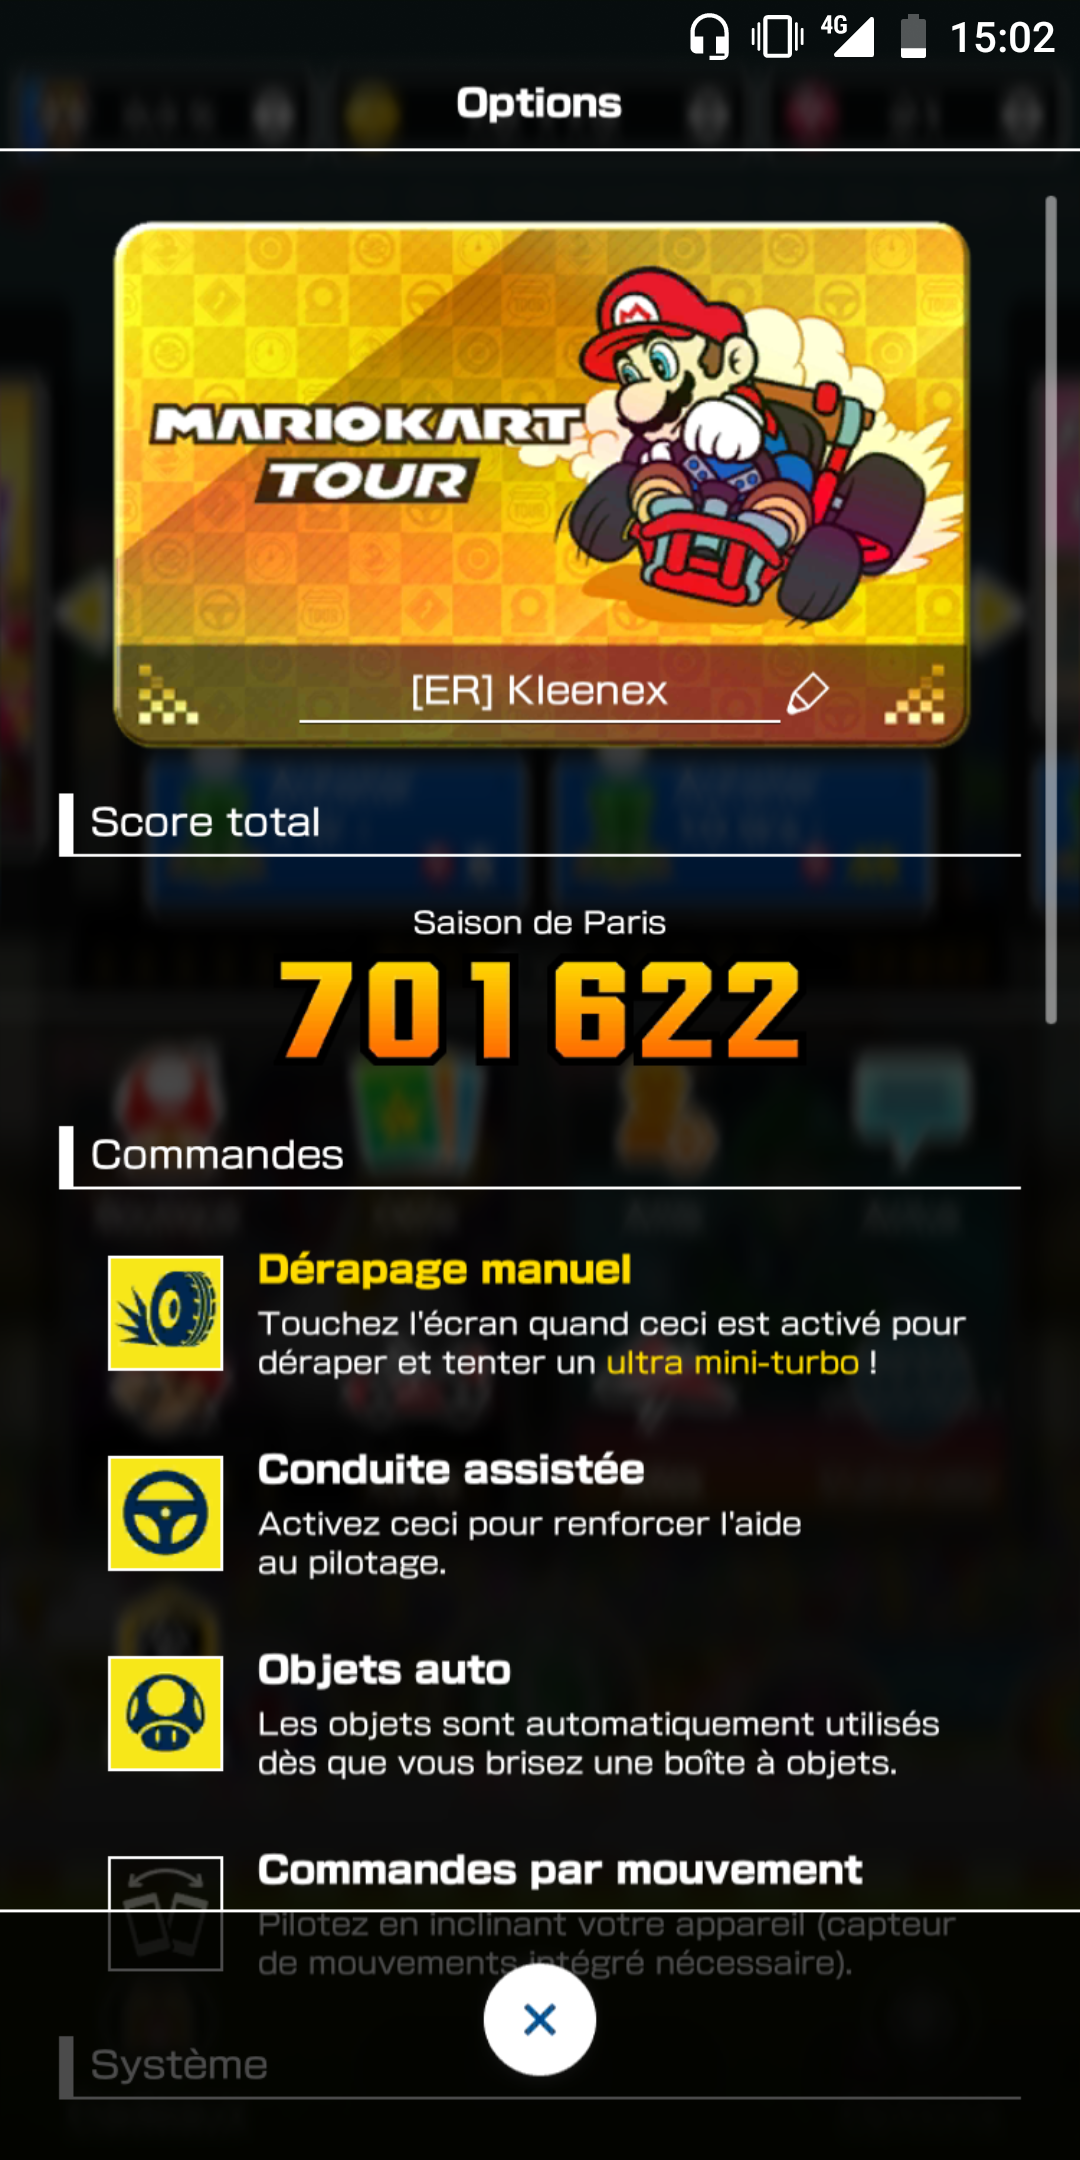 4G 15:02
Options
MARIOKART
TOUR
[ER] Kleenex
Score total
Saison de Paris
701622
Commandes
Dérapage manuel
Touchez l'écran quand ceci est activé pour
déraper et tenter un ultra mini-turbo !
Conduite assistée
Activez ceci pour renforcer l'aide
au pilotage.
Objets auto
Les objets sont automatiquement utilisés
dès que vous brisez une boîte à objets.
Commandes par mouvement
Pilotez en inclinant votre appareil (capteur
de mouvements intégré nécessaire).
Système